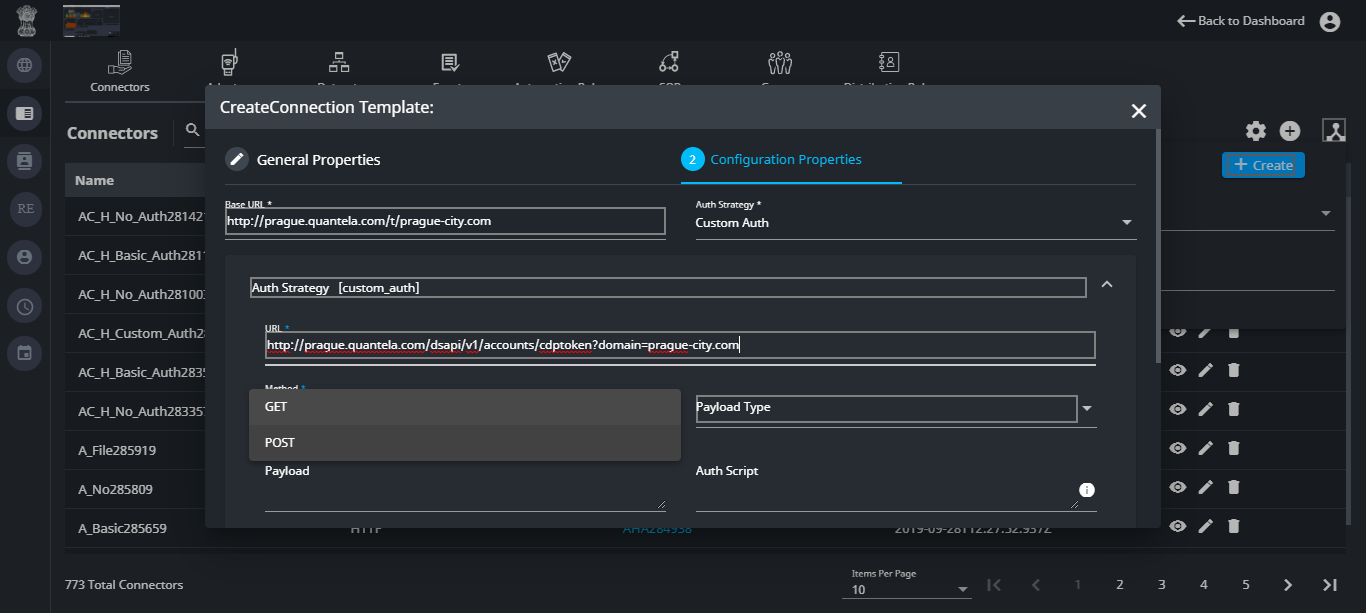 Back to Dashboard
Connectors
CreateConnection Template:
Connectors
General Properties
2 Configuration Properties
+ Create
Name
Base URL *
http://prague.quantela.com/t/prague-city.com
Auth Strategy *
Custom Auth
AC_H_No_Auth28142
AC_H_Basic_Auth281
AC_H_No_Auth28100
AC_H_Custom_Auth2
AC_H_Basic_Auth283
AC_H_No_Auth28335
A_File285919
A_No285809
A_Basic285659
RE
Auth Strategy [custom_auth]
URL *
http://prague.quantela.com/dsapi/v1/accounts/cdptoken?domain=prague-city.com
Method *
GET
POST
Payload Type
Payload
Auth Script
HTTP
AHA284938
2019-09-28T12:27:52.937Z
773 Total Connectors
Items Per Page
10
1 2 3 4 5